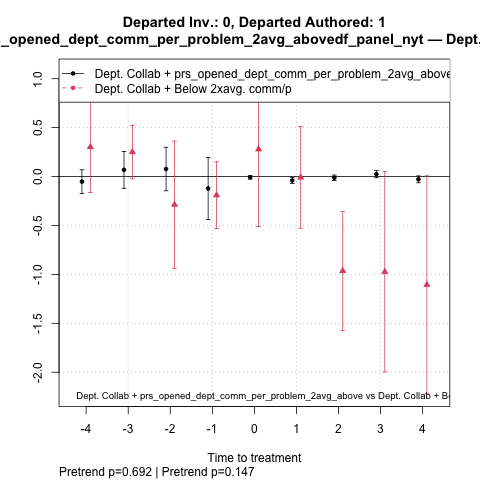 Departed Inv.: 0, Departed Authored: 1
s_opened_dept_comm_per_problem_2avg_abovedf_panel_nyt — Dept.
Dept. Collab + prs_opened_dept_comm_per_problem_2avg_above
Dept. Collab + Below 2xavg. comm/p
1.0
0.5
0.0
-0.5
-1.0
-1.5
-2.0
Dept. Collab + prs_opened_dept_comm_per_problem_2avg_above vs Dept. Collab + Be
-4 -3 -2 -1 0 1 2 3 4
Time to treatment
Pretrend p=0.692 | Pretrend p=0.147